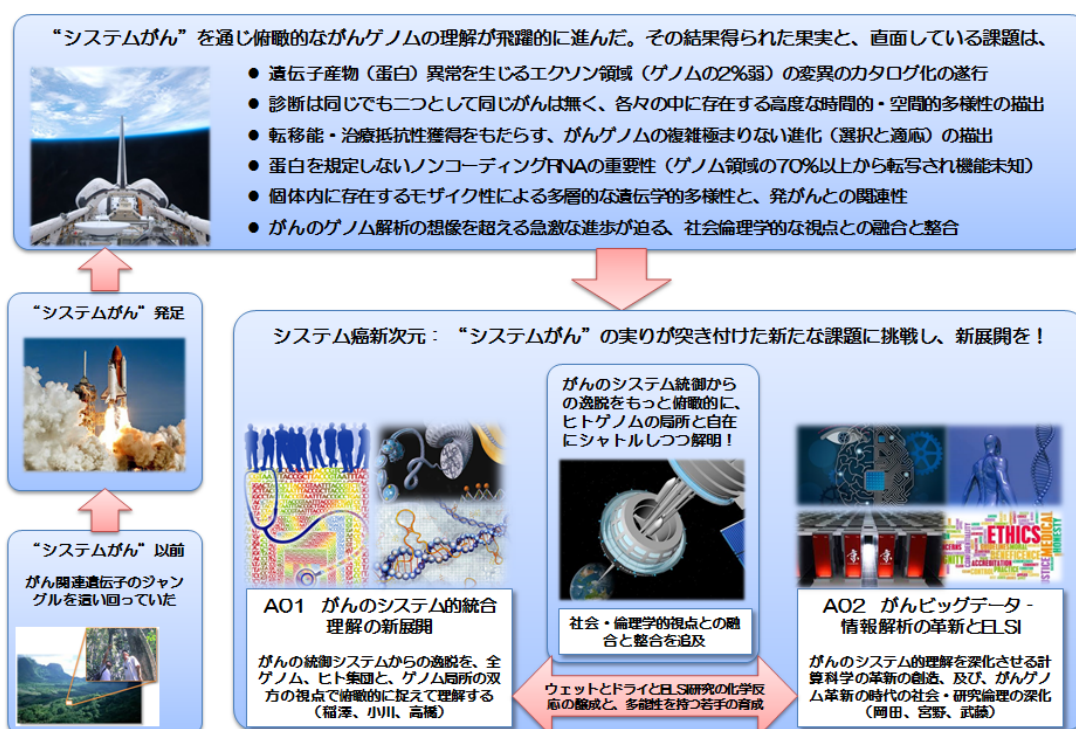 “システムがん”を通じ俯瞰的ながんゲノムの理解が飛躍的に進んだ。その結果得られた果実と、直面している課題は、
● 遺伝子産物（蛋白）異常を生じるエクソン領域（ゲノムの2%弱）の変異のカタログ化の遂行
● 診断は同じでも二つとして同じがんは無く、各々の中に存在する高度な時間的・空間的多様性の描出
● 転移能・治療抵抗性獲得をもたらす、がんゲノムの複雑極まりない進化（選択と適応）の描出
● 蛋白を規定しないノンコーディングRNAの重要性（ゲノム領域の70%以上から転写され機能未知）
● 個体内に存在するモザイク性による多層的な遺伝学的多様性と、発がんとの関連性
● がんのゲノム解析の想像を超える急激な進歩が迫る、社会倫理学的な視点との融合と整合
“システムがん”発足
“システムがん”以前
がん関連遺伝子のジャン
グルを這い回っていた
システム癌新次元：“システムがん”の実りが突き付けた新たな課題に挑戦し、新展開を！
がんのシステム統御から
の逸脱をもっと俯瞰的に、
ヒトゲノムの局所と自在
にシャトルしつつ解明！
社会・倫理学的視点との融
合と整合を追及
A01 がんのシステム的統合
理解の新展開
がんの統御システムからの逸脱を、全
ゲノム、ヒト集団と、ゲノム局所の双
方の視点で俯瞰的に捉えて理解する
（稲澤、小川、高橋）
ウェットとドライとELSI研究の化学反
応の醸成と、多能性を持つ若手の育成
京
ETHICS
MEDICAL
HONESTY
BENEFICENCE
ACCREDITATION
PRACTICE
JUSTICE
A02 がんビッグデータ-
情報解析の革新とELSI
がんのシステム的理解を深化させる計
算科学の革新の創造、及び、がんゲノ
ム革新の時代の社会・研究倫理の深化
（岡田、宮野、武藤）